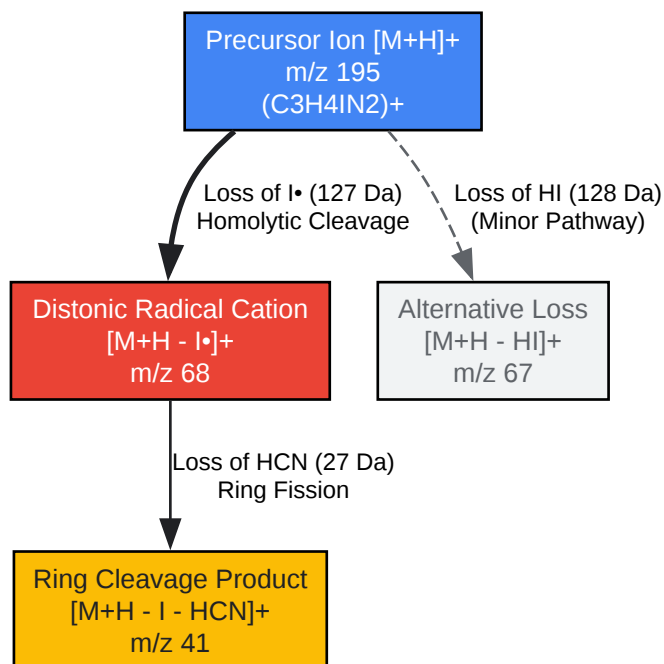 Precursor Ion [M+H]+
m/z 195
(C3H4IN2)+
Loss of I• (127 Da)
Homolytic Cleavage
Loss of HI (128 Da)
(Minor Pathway)
Distonic Radical Cation
[M+H - I•]+
m/z 68
Alternative Loss
[M+H - HI]+
m/z 67
Loss of HCN (27 Da)
Ring Fission
Ring Cleavage Product
[M+H - I - HCN]+
m/z 41